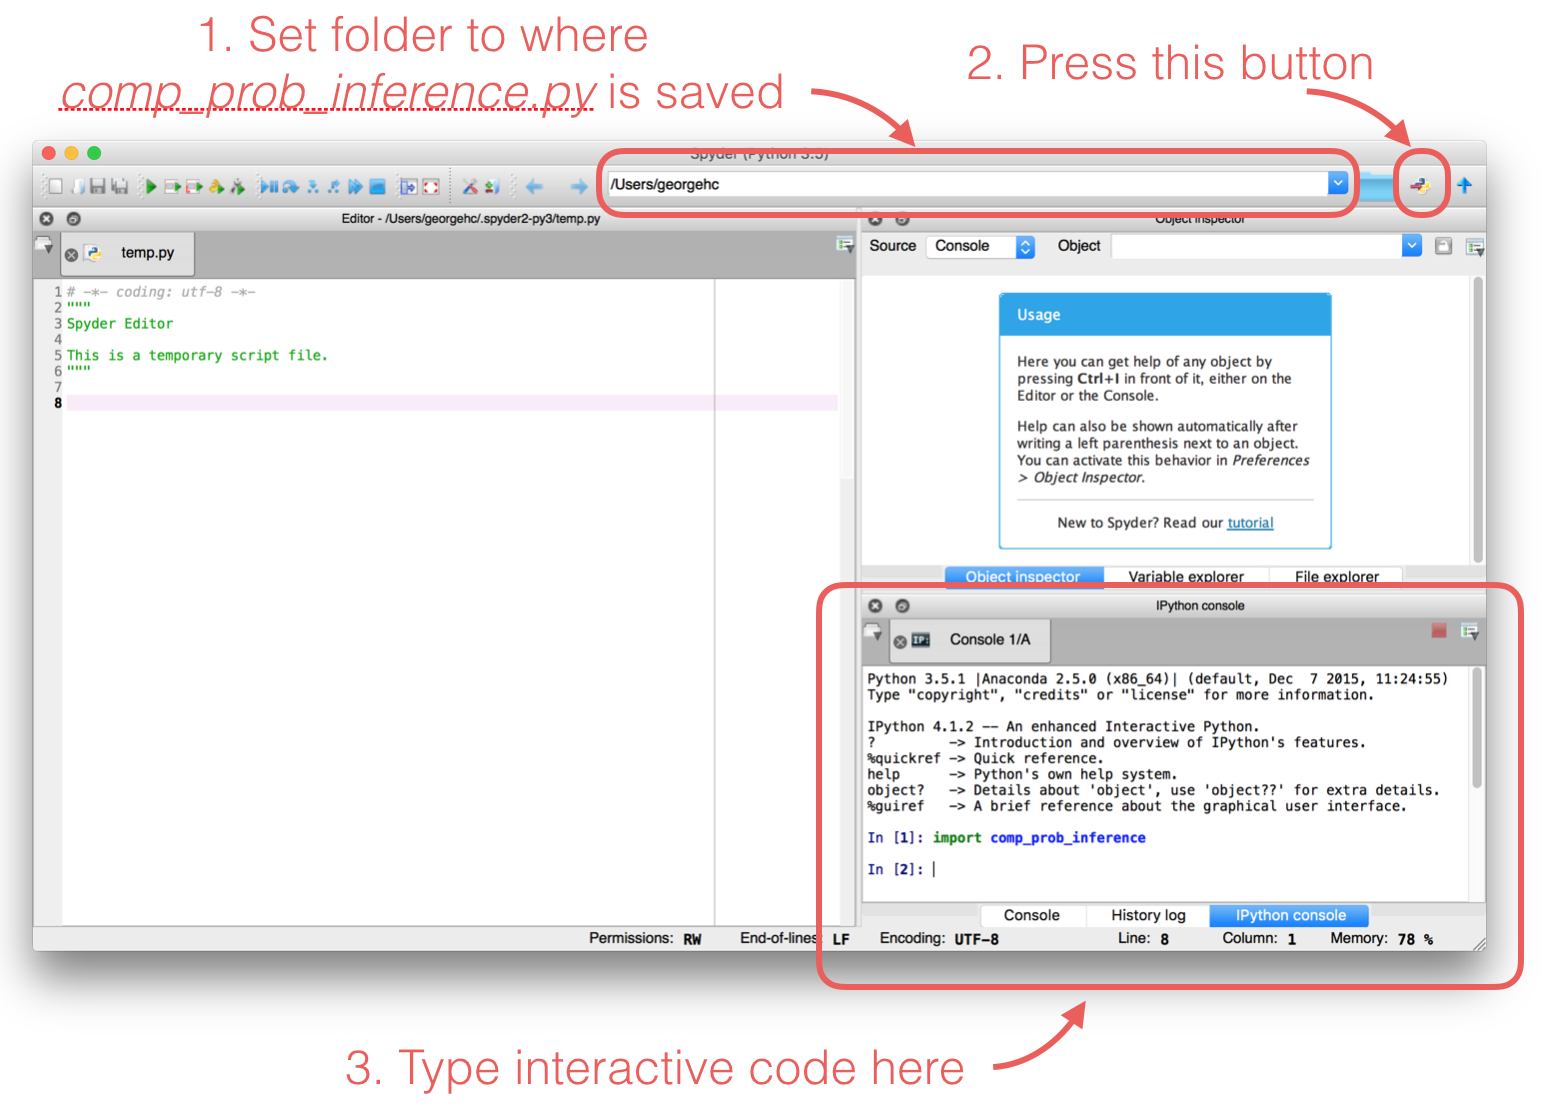 1. Set folder to where
comp_prob_inference.py is saved
2. Press this button
Spyder (Python 3.5)
/Users/georgehc
Editor - /Users/georgehc/.spyder2-py3/temp.py
temp.py
1 # -*- coding: utf-8 -*-
2 """
3 Spyder Editor
4
5 This is a temporary script file.
6 """
7
8
Object inspector
Source Console Object
Usage
Here you can get help of any object by
pressing Ctrl+I in front of it, either on the
Editor or the Console.
Help can also be shown automatically after
writing a left parenthesis next to an object.
You can activate this behavior in Preferences
> Object Inspector.
New to Spyder? Read our tutorial
Object inspector Variable explorer File explorer
IPython console
IP: Console 1/A
Python 3.5.1 |Anaconda 2.5.0 (x86_64)| (default, Dec  7 2015, 11:24:55)
Type "copyright", "credits" or "license" for more information.
IPython 4.1.2 -- An enhanced Interactive Python.
?         -> Introduction and overview of IPython's features.
%quickref -> Quick reference.
help      -> Python's own help system.
object?   -> Details about 'object', use 'object??' for extra details.
%guiref   -> A brief reference about the graphical user interface.
In [1]: import comp_prob_inference
In [2]:
Console History log IPython console
Permissions: RW End-of-lines: LF Encoding: UTF-8 Line: 8 Column: 1 Memory: 78 %
3. Type interactive code here